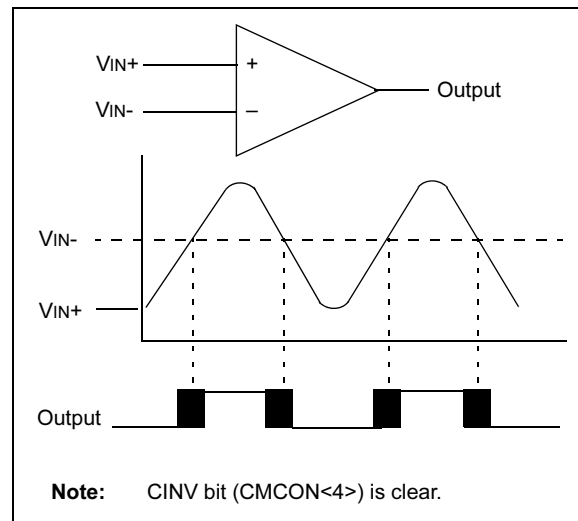 VIN+
+
Output
VIN-
–
VIN-
VIN+
Output
Note: CINV bit (CMCON<4>) is clear.